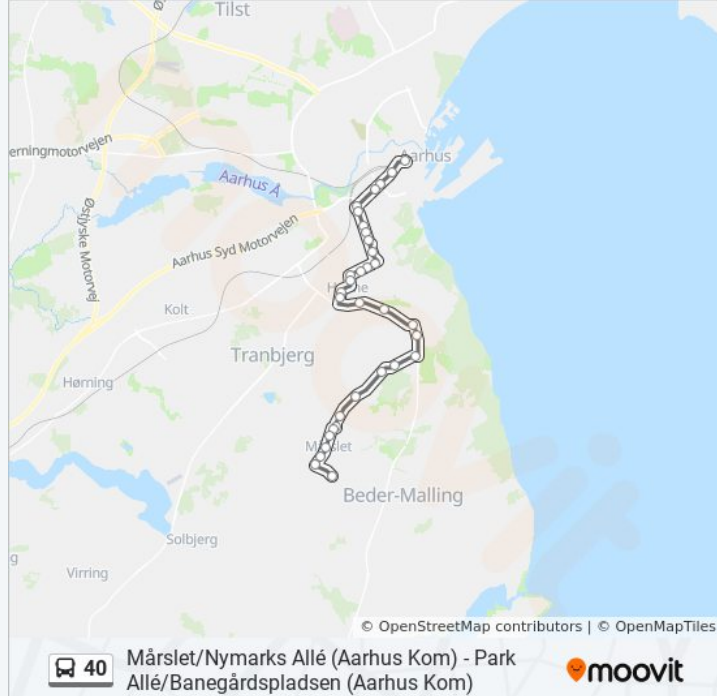 Tilst
erningmotorvejen
Aarhus
Aarhus Å
Østjyske Motorvej
Aarhus Syd Motorvejen
Kolt
Tranbjerg
Hørning
Beder-Malling
Solbjerg
Virring
© OpenStreetMap contributors | © OpenMapTiles
40
Mårslet/Nymarks Allé (Aarhus Kom) - Park
Allé/Banegårdspladsen (Aarhus Kom)
moovit